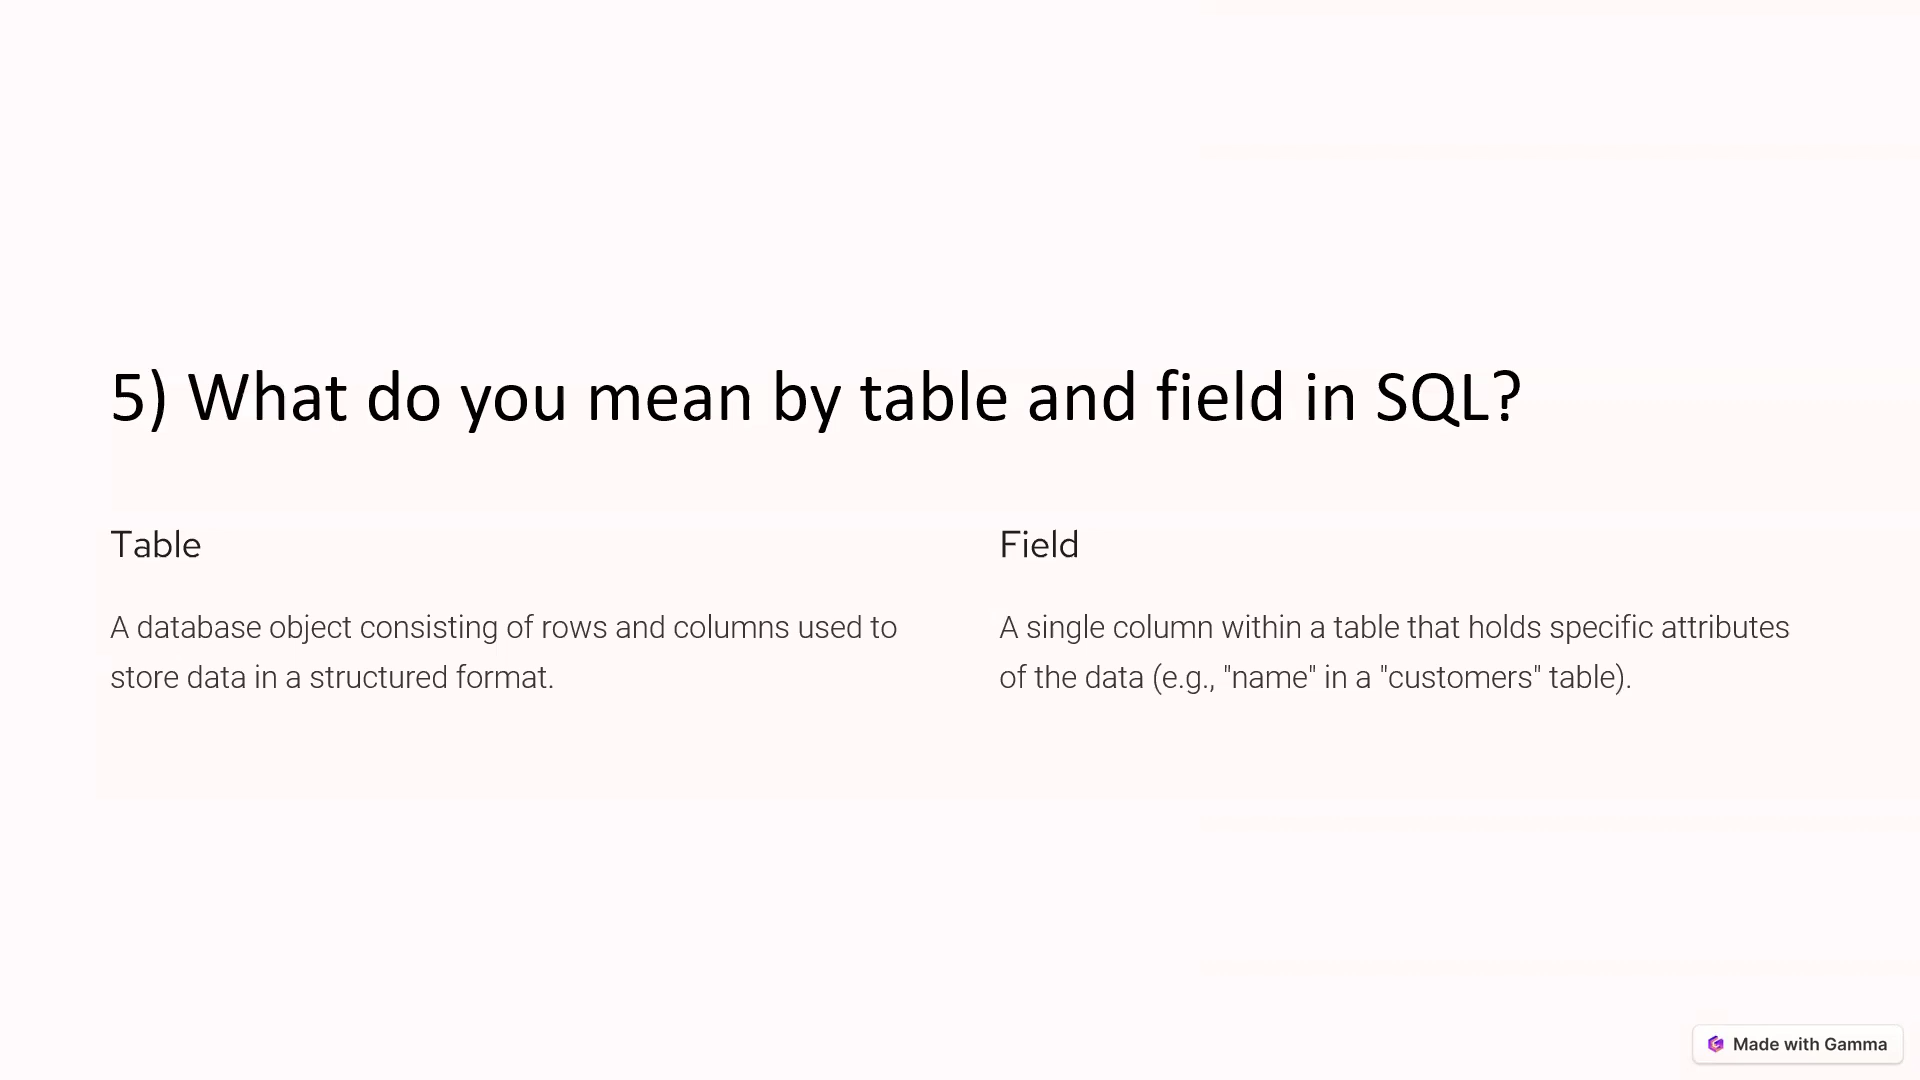 5) What do you mean by table and field in SQL?
Table
A database object consisting of rows and columns used to
store data in a structured format.
Field
A single column within a table that holds specific attributes
of the data (e.g., "name" in a "customers" table).
Made with Gamma